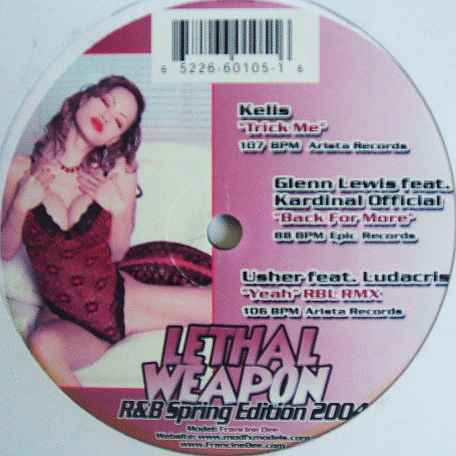 6 5226-60105-1 6
Kelis
"Trick Me"
107 BPM Arista Records
Glenn Lewis feat.
Kardinal Official
"Back For More"
88 BPM Epic Records
Usher feat. Ludacris
"Yeah" RBL RMX
106 BPM Arista Records
LETHAL
WEAPON
R&B Spring Edition 2004
Model: Francine Dee
Website: www.modfxmodels.com
FrancineDee.com